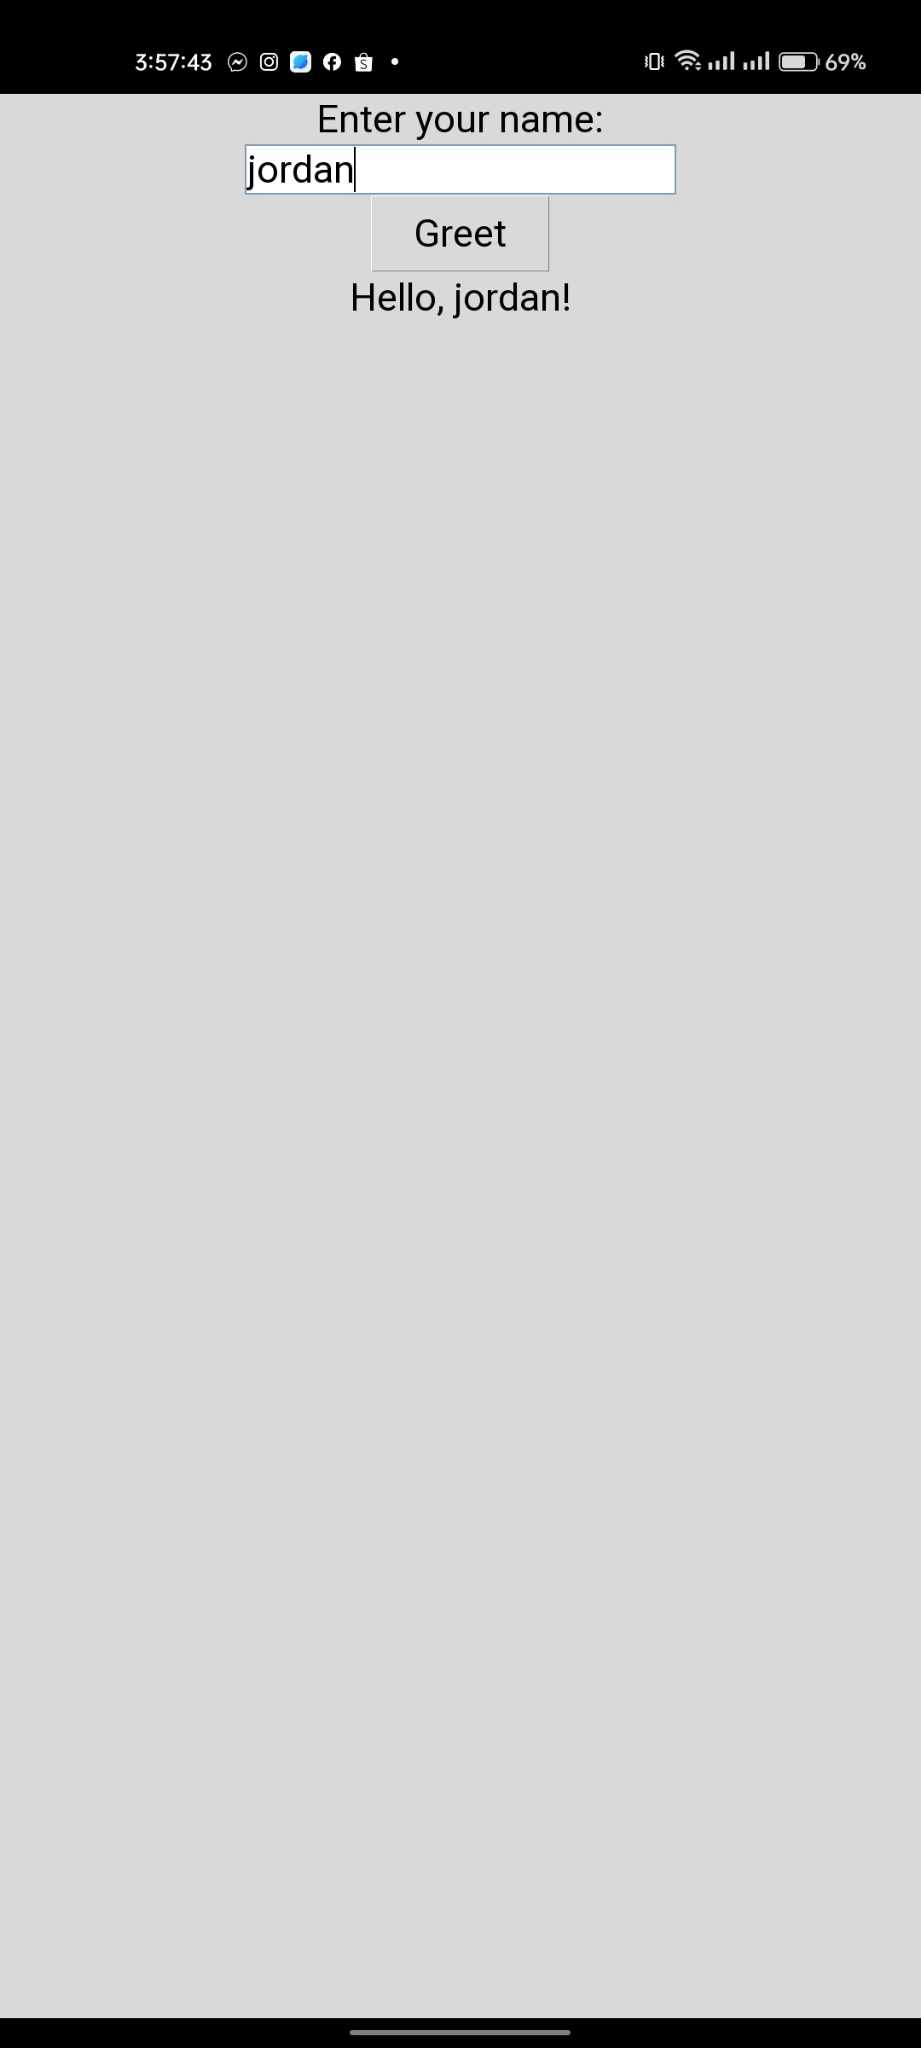 3:57:43 69%
Enter your name:
jordan
Greet
Hello, jordan!